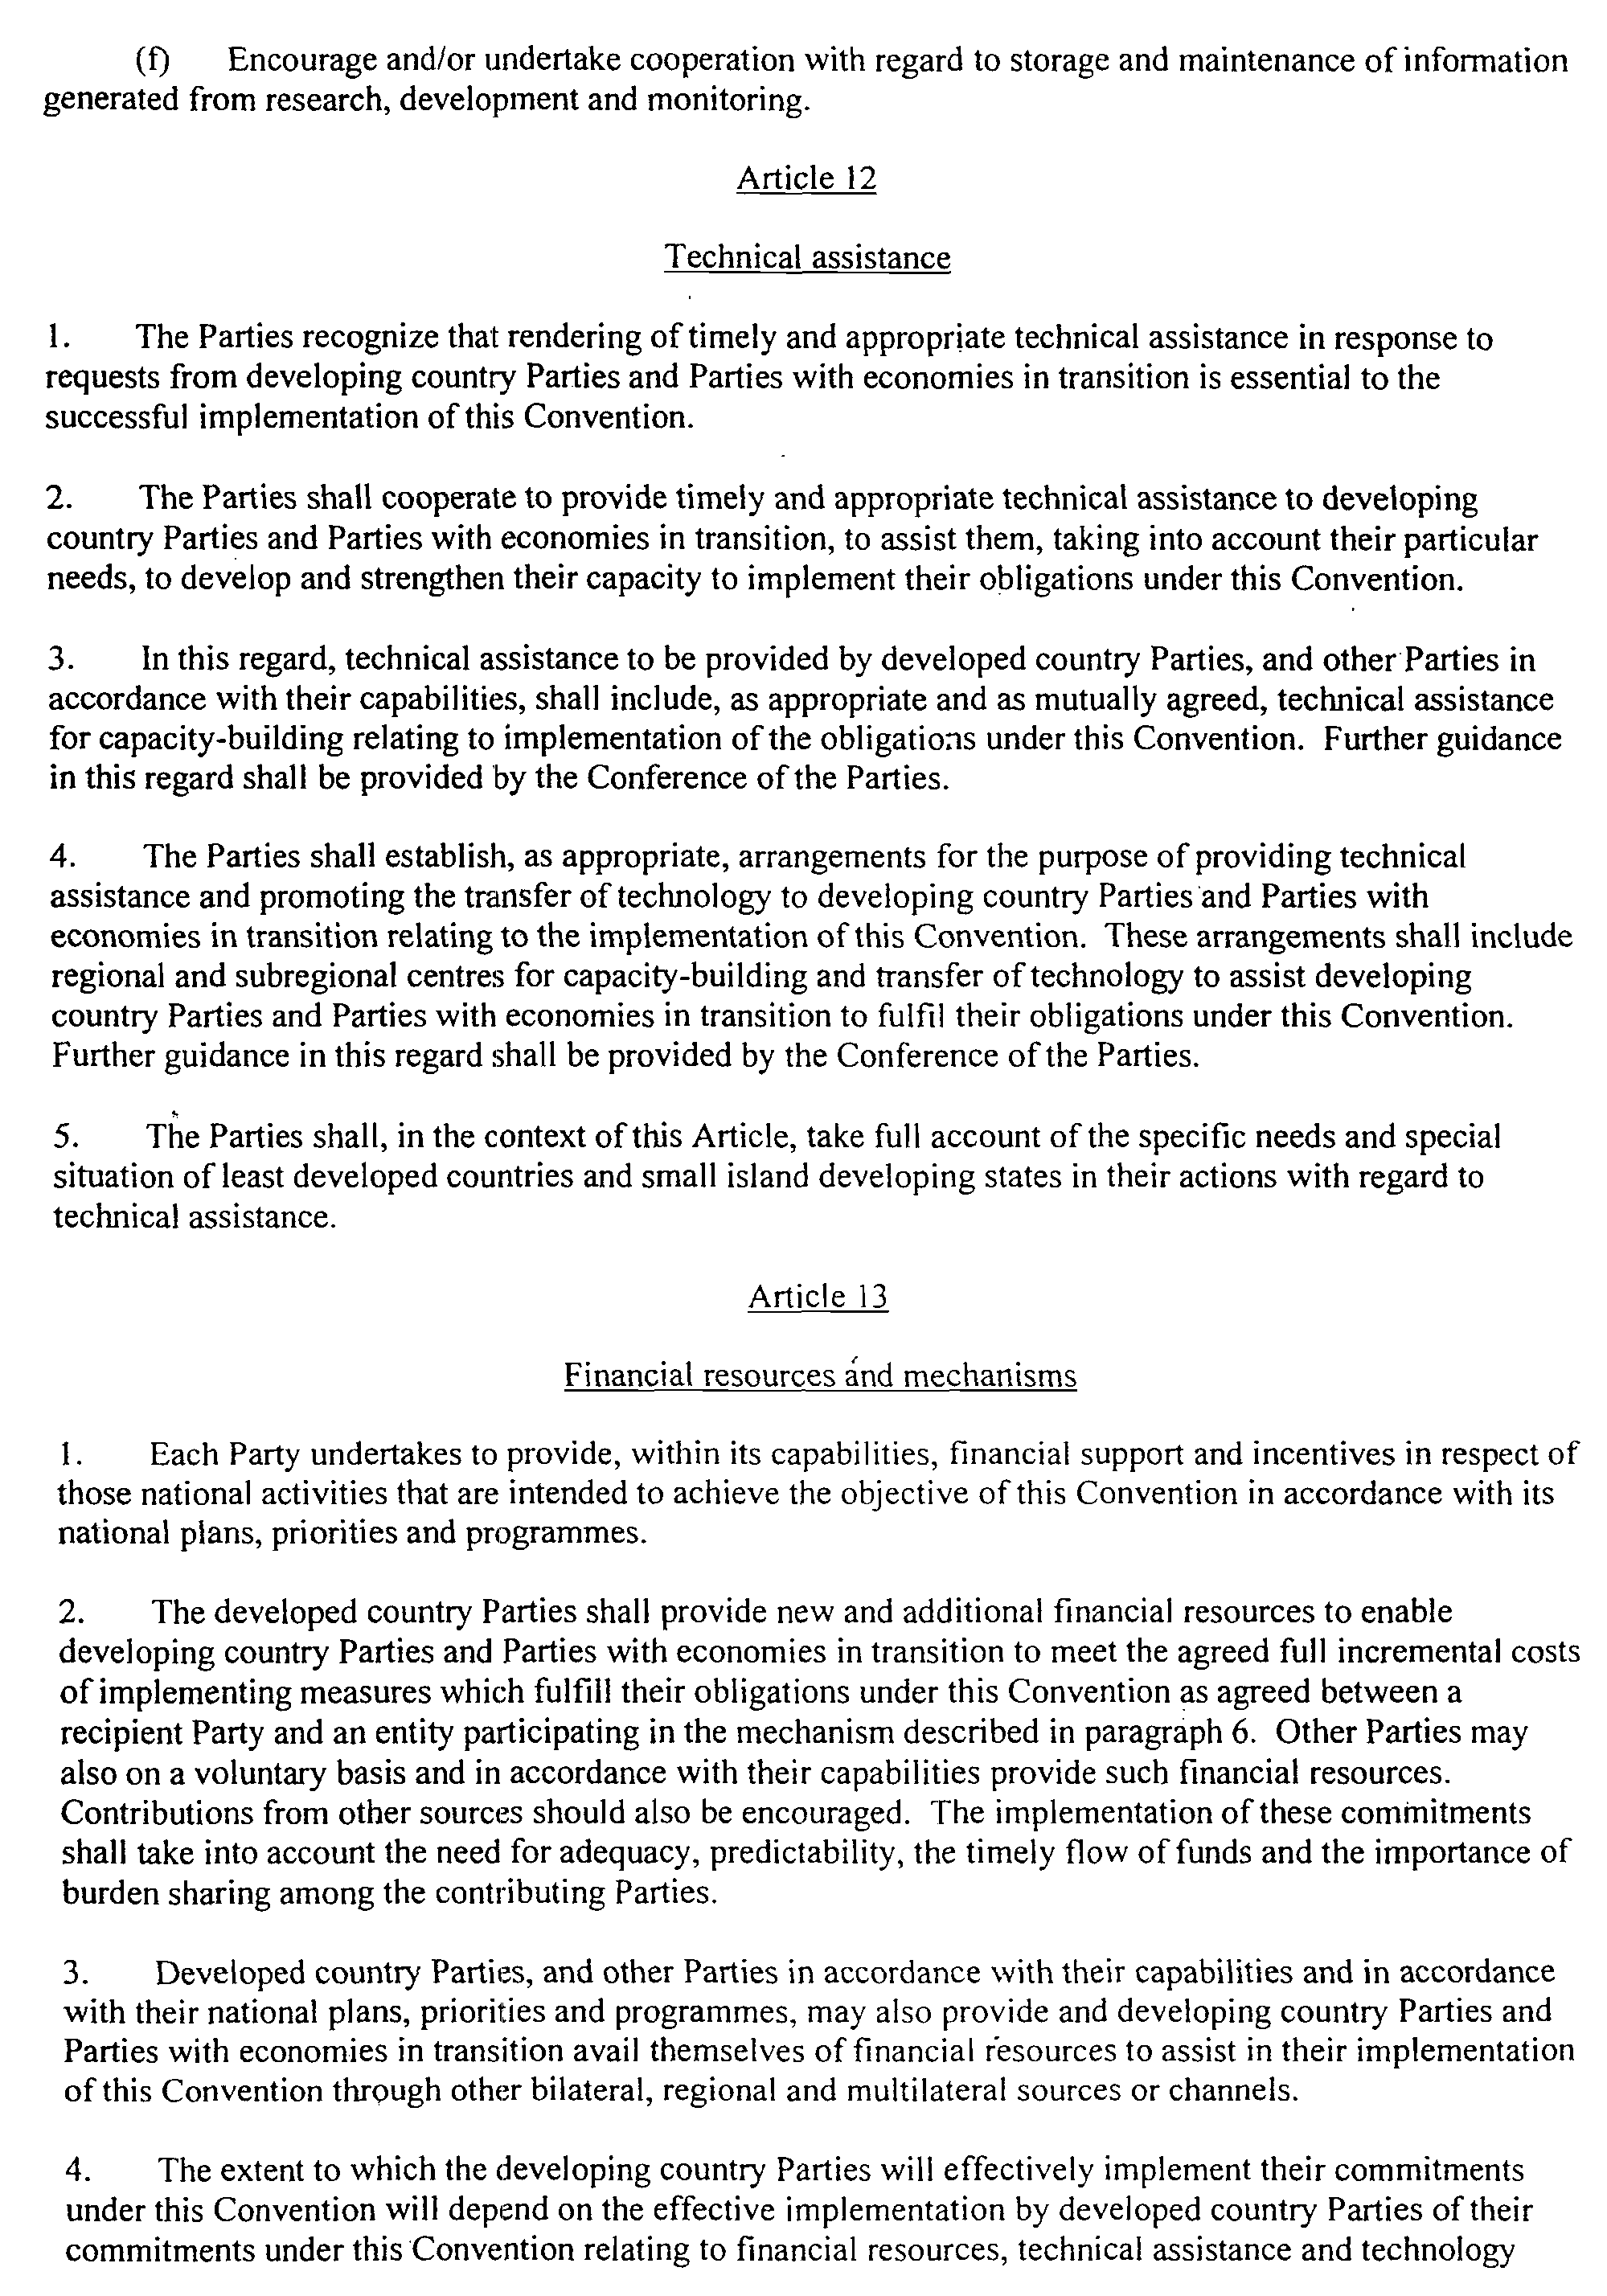 (f) Encourage and/or undertake cooperation with regard to storage and maintenance of information
generated from research, development and monitoring.
Article 12
Technical assistance
1. The Parties recognize that rendering of timely and appropriate technical assistance in response to
requests from developing country Parties and Parties with economies in transition is essential to the
successful implementation of this Convention.
2. The Parties shall cooperate to provide timely and appropriate technical assistance to developing
country Parties and Parties with economies in transition, to assist them, taking into account their particular
needs, to develop and strengthen their capacity to implement their obligations under this Convention.
3. In this regard, technical assistance to be provided by developed country Parties, and other Parties in
accordance with their capabilities, shall include, as appropriate and as mutually agreed, technical assistance
for capacity-building relating to implementation of the obligations under this Convention. Further guidance
in this regard shall be provided by the Conference of the Parties.
4. The Parties shall establish, as appropriate, arrangements for the purpose of providing technical
assistance and promoting the transfer of technology to developing country Parties and Parties with
economies in transition relating to the implementation of this Convention. These arrangements shall include
regional and subregional centres for capacity-building and transfer of technology to assist developing
country Parties and Parties with economies in transition to fulfil their obligations under this Convention.
Further guidance in this regard shall be provided by the Conference of the Parties.
5. The Parties shall, in the context of this Article, take full account of the specific needs and special
situation of least developed countries and small island developing states in their actions with regard to
technical assistance.
Article 13
Financial resources and mechanisms
1. Each Party undertakes to provide, within its capabilities, financial support and incentives in respect of
those national activities that are intended to achieve the objective of this Convention in accordance with its
national plans, priorities and programmes.
2. The developed country Parties shall provide new and additional financial resources to enable
developing country Parties and Parties with economies in transition to meet the agreed full incremental costs
of implementing measures which fulfill their obligations under this Convention as agreed between a
recipient Party and an entity participating in the mechanism described in paragraph 6. Other Parties may
also on a voluntary basis and in accordance with their capabilities provide such financial resources.
Contributions from other sources should also be encouraged. The implementation of these commitments
shall take into account the need for adequacy, predictability, the timely flow of funds and the importance of
burden sharing among the contributing Parties.
3. Developed country Parties, and other Parties in accordance with their capabilities and in accordance
with their national plans, priorities and programmes, may also provide and developing country Parties and
Parties with economies in transition avail themselves of financial resources to assist in their implementation
of this Convention through other bilateral, regional and multilateral sources or channels.
4. The extent to which the developing country Parties will effectively implement their commitments
under this Convention will depend on the effective implementation by developed country Parties of their
commitments under this Convention relating to financial resources, technical assistance and technology